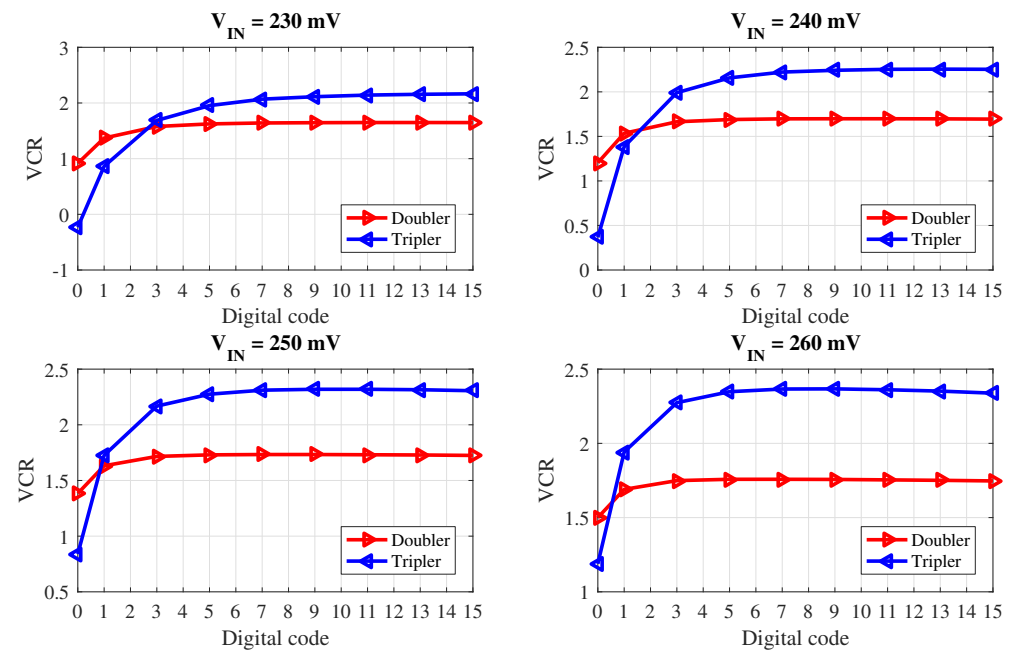 V_IN = 230 mV
3
2
1
0
-1
VCR
0 1 2 3 4 5 6 7 8 9 10 11 12 13 14 15
Digital code
Doubler
Tripler
V_IN = 240 mV
2.5
2
1.5
1
0.5
0
VCR
0 1 2 3 4 5 6 7 8 9 10 11 12 13 14 15
Digital code
Doubler
Tripler
V_IN = 250 mV
2.5
2
1.5
1
0.5
VCR
0 1 2 3 4 5 6 7 8 9 10 11 12 13 14 15
Digital code
Doubler
Tripler
V_IN = 260 mV
2.5
2
1.5
1
VCR
0 1 2 3 4 5 6 7 8 9 10 11 12 13 14 15
Digital code
Doubler
Tripler